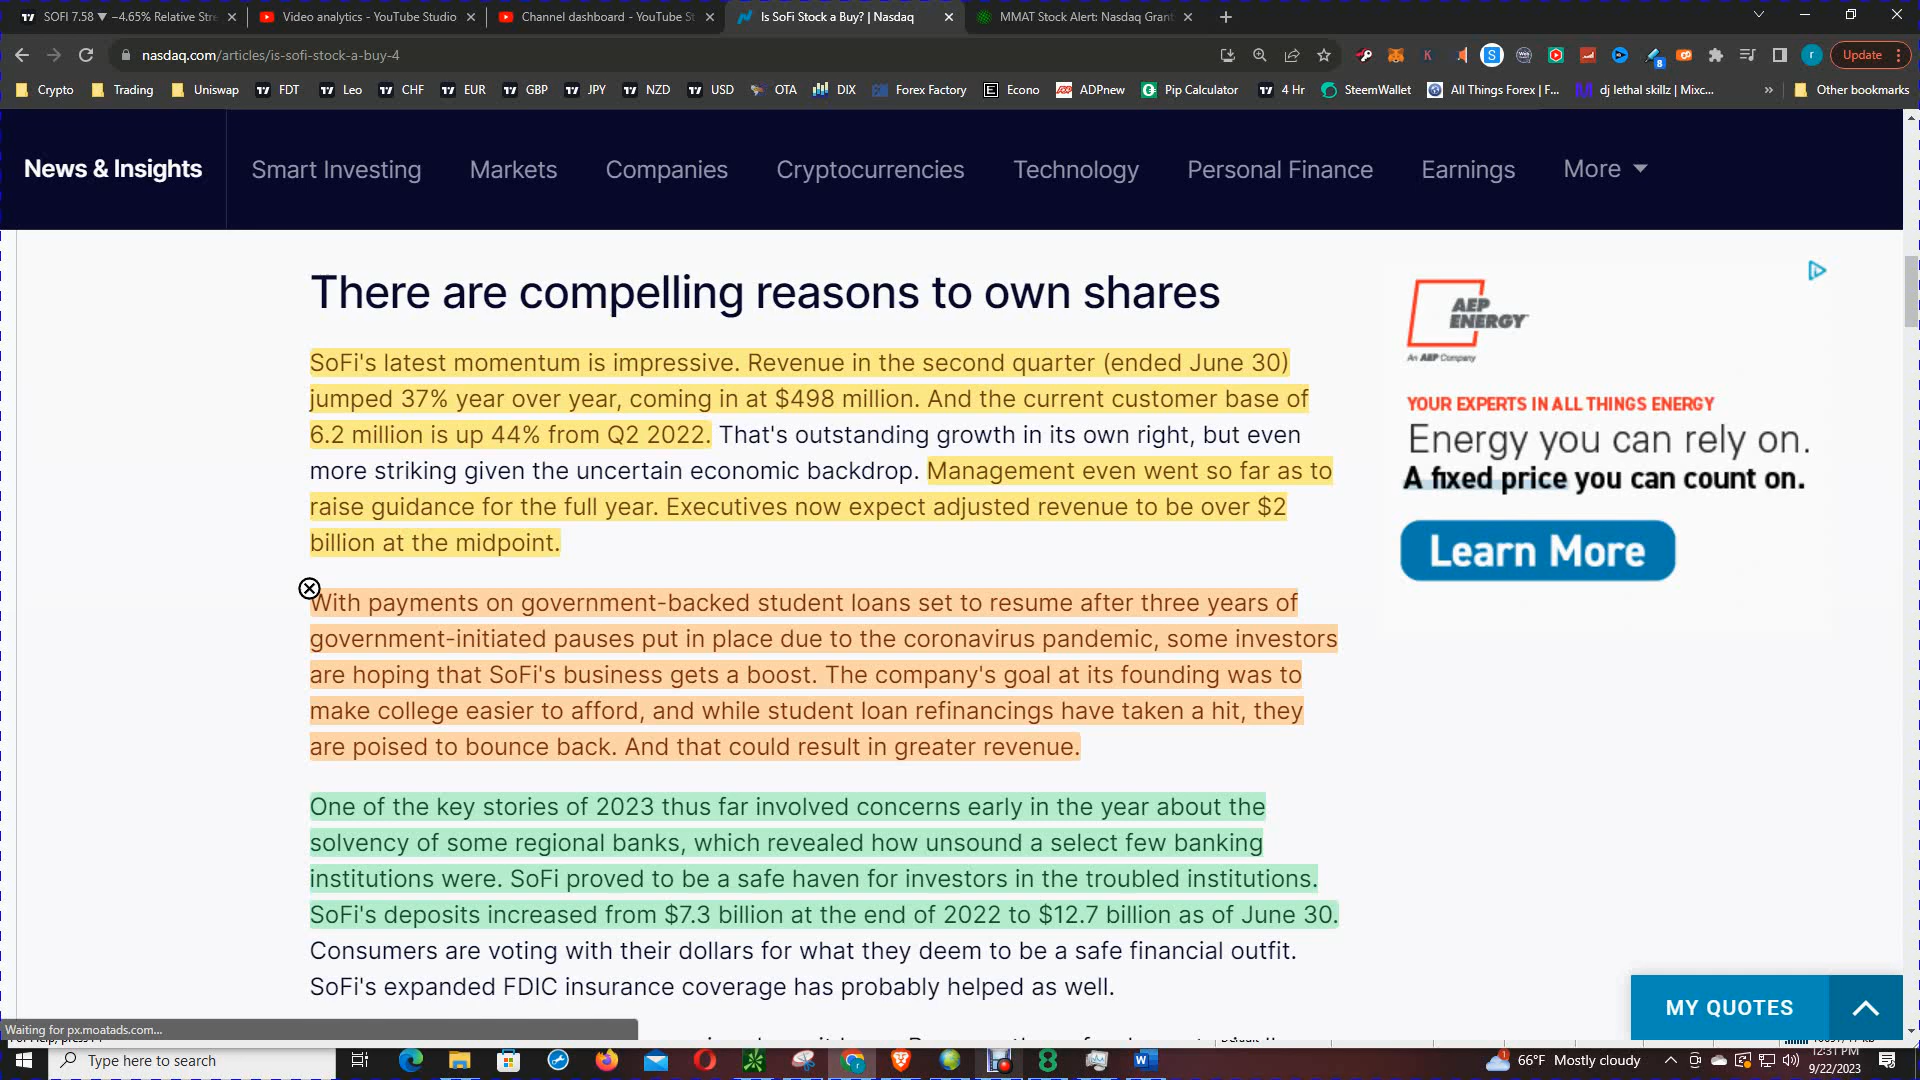 SOFI 7.58 ▼ −4.65% Relative Stre
Video analytics - YouTube Studio
Channel dashboard - YouTube St
Is SoFi Stock a Buy? | Nasdaq
MMAT Stock Alert: Nasdaq Grant
nasdaq.com/articles/is-sofi-stock-a-buy-4
Update
Crypto
Trading
Uniswap
FDT
Leo
CHF
EUR
GBP
JPY
NZD
USD
OTA
DIX
Forex Factory
Econo
ADPnew
Pip Calculator
4 Hr
SteemWallet
All Things Forex | F...
dj lethal skillz | Mixc...
»
Other bookmarks
News & Insights
Smart Investing
Markets
Companies
Cryptocurrencies
Technology
Personal Finance
Earnings
More
There are compelling reasons to own shares
SoFi's latest momentum is impressive. Revenue in the second quarter (ended June 30)
jumped 37% year over year, coming in at $498 million. And the current customer base of
6.2 million is up 44% from Q2 2022. That's outstanding growth in its own right, but even
more striking given the uncertain economic backdrop. Management even went so far as to
raise guidance for the full year. Executives now expect adjusted revenue to be over $2
billion at the midpoint.
With payments on government-backed student loans set to resume after three years of
government-initiated pauses put in place due to the coronavirus pandemic, some investors
are hoping that SoFi's business gets a boost. The company's goal at its founding was to
make college easier to afford, and while student loan refinancings have taken a hit, they
are poised to bounce back. And that could result in greater revenue.
One of the key stories of 2023 thus far involved concerns early in the year about the
solvency of some regional banks, which revealed how unsound a select few banking
institutions were. SoFi proved to be a safe haven for investors in the troubled institutions.
SoFi's deposits increased from $7.3 billion at the end of 2022 to $12.7 billion as of June 30.
Consumers are voting with their dollars for what they deem to be a safe financial outfit.
SoFi's expanded FDIC insurance coverage has probably helped as well.
AEP
ENERGY
An AEP Company
YOUR EXPERTS IN ALL THINGS ENERGY
Energy you can rely on.
A fixed price you can count on.
Learn More
MY QUOTES
Waiting for px.moatads.com...
Type here to search
66°F Mostly cloudy
12:31 PM
9/22/2023